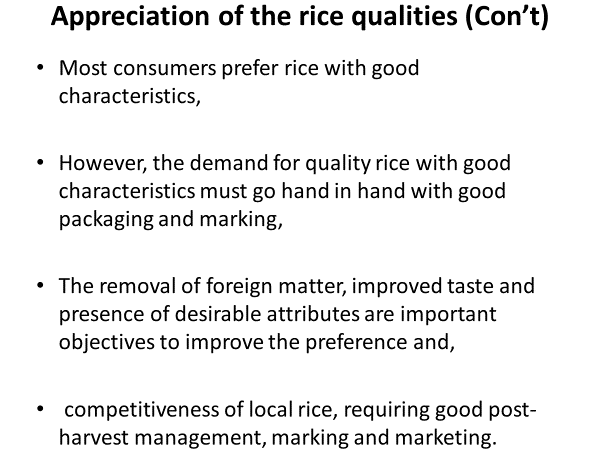 Appreciation of the rice qualities (Con’t)
• Most consumers prefer rice with good
characteristics,
• However, the demand for quality rice with good
characteristics must go hand in hand with good
packaging and marking,
• The removal of foreign matter, improved taste and
presence of desirable attributes are important
objectives to improve the preference and,
• competitiveness of local rice, requiring good post-
harvest management, marking and marketing.